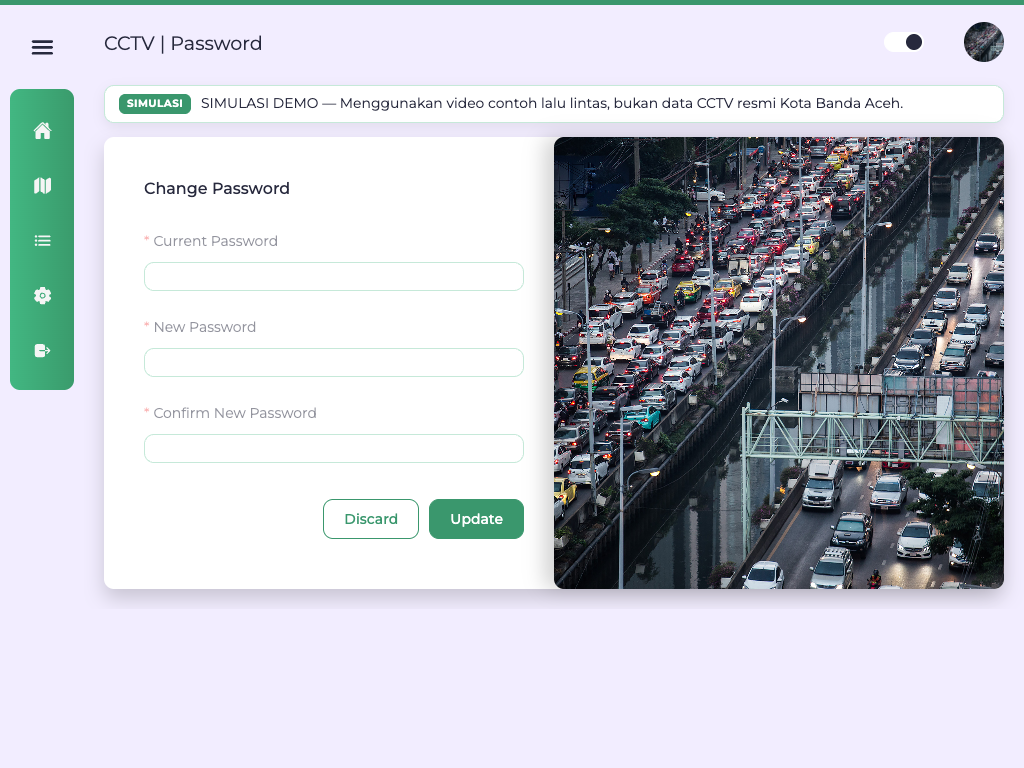 CCTV | Password
SIMULASI SIMULASI DEMO — Menggunakan video contoh lalu lintas, bukan data CCTV resmi Kota Banda Aceh.
Change Password
* Current Password
* New Password
* Confirm New Password
Discard Update